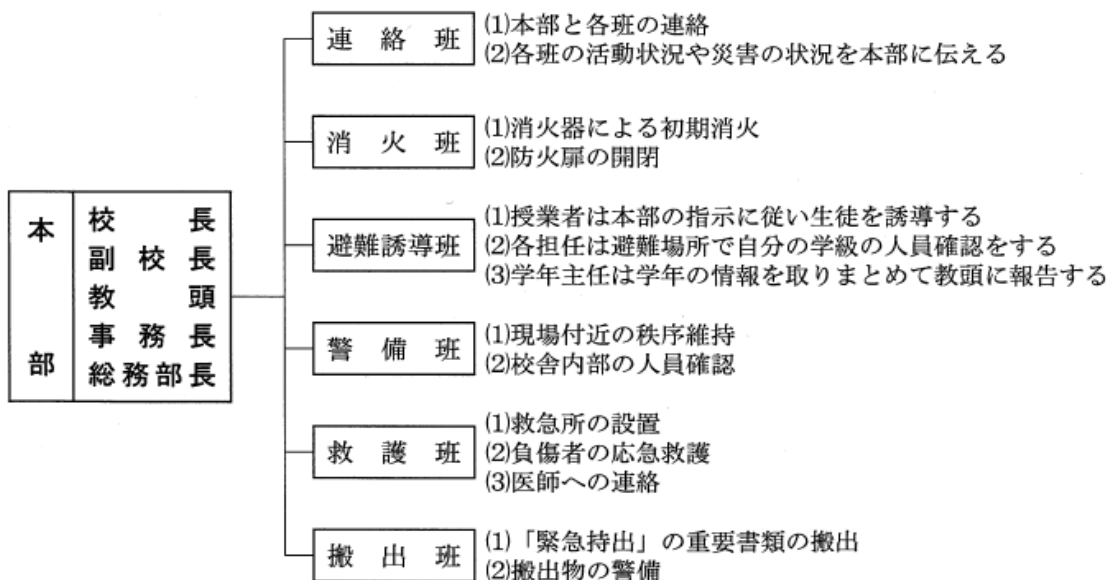 本部
校長
副校長
教頭
事務長
総務部長
連絡班
(1)本部と各班の連絡
(2)各班の活動状況や災害の状況を本部に伝える
消火班
(1)消火器による初期消火
(2)防火扉の開閉
避難誘導班
(1)授業者は本部の指示に従い生徒を誘導する
(2)各担任は避難場所で自分の学級の人員確認をする
(3)学年主任は学年の情報を取りまとめて教頭に報告する
警備班
(1)現場付近の秩序維持
(2)校舎内部の人員確認
救護班
(1)救急所の設置
(2)負傷者の応急救護
(3)医師への連絡
搬出班
(1)「緊急持出」の重要書類の搬出
(2)搬出物の警備